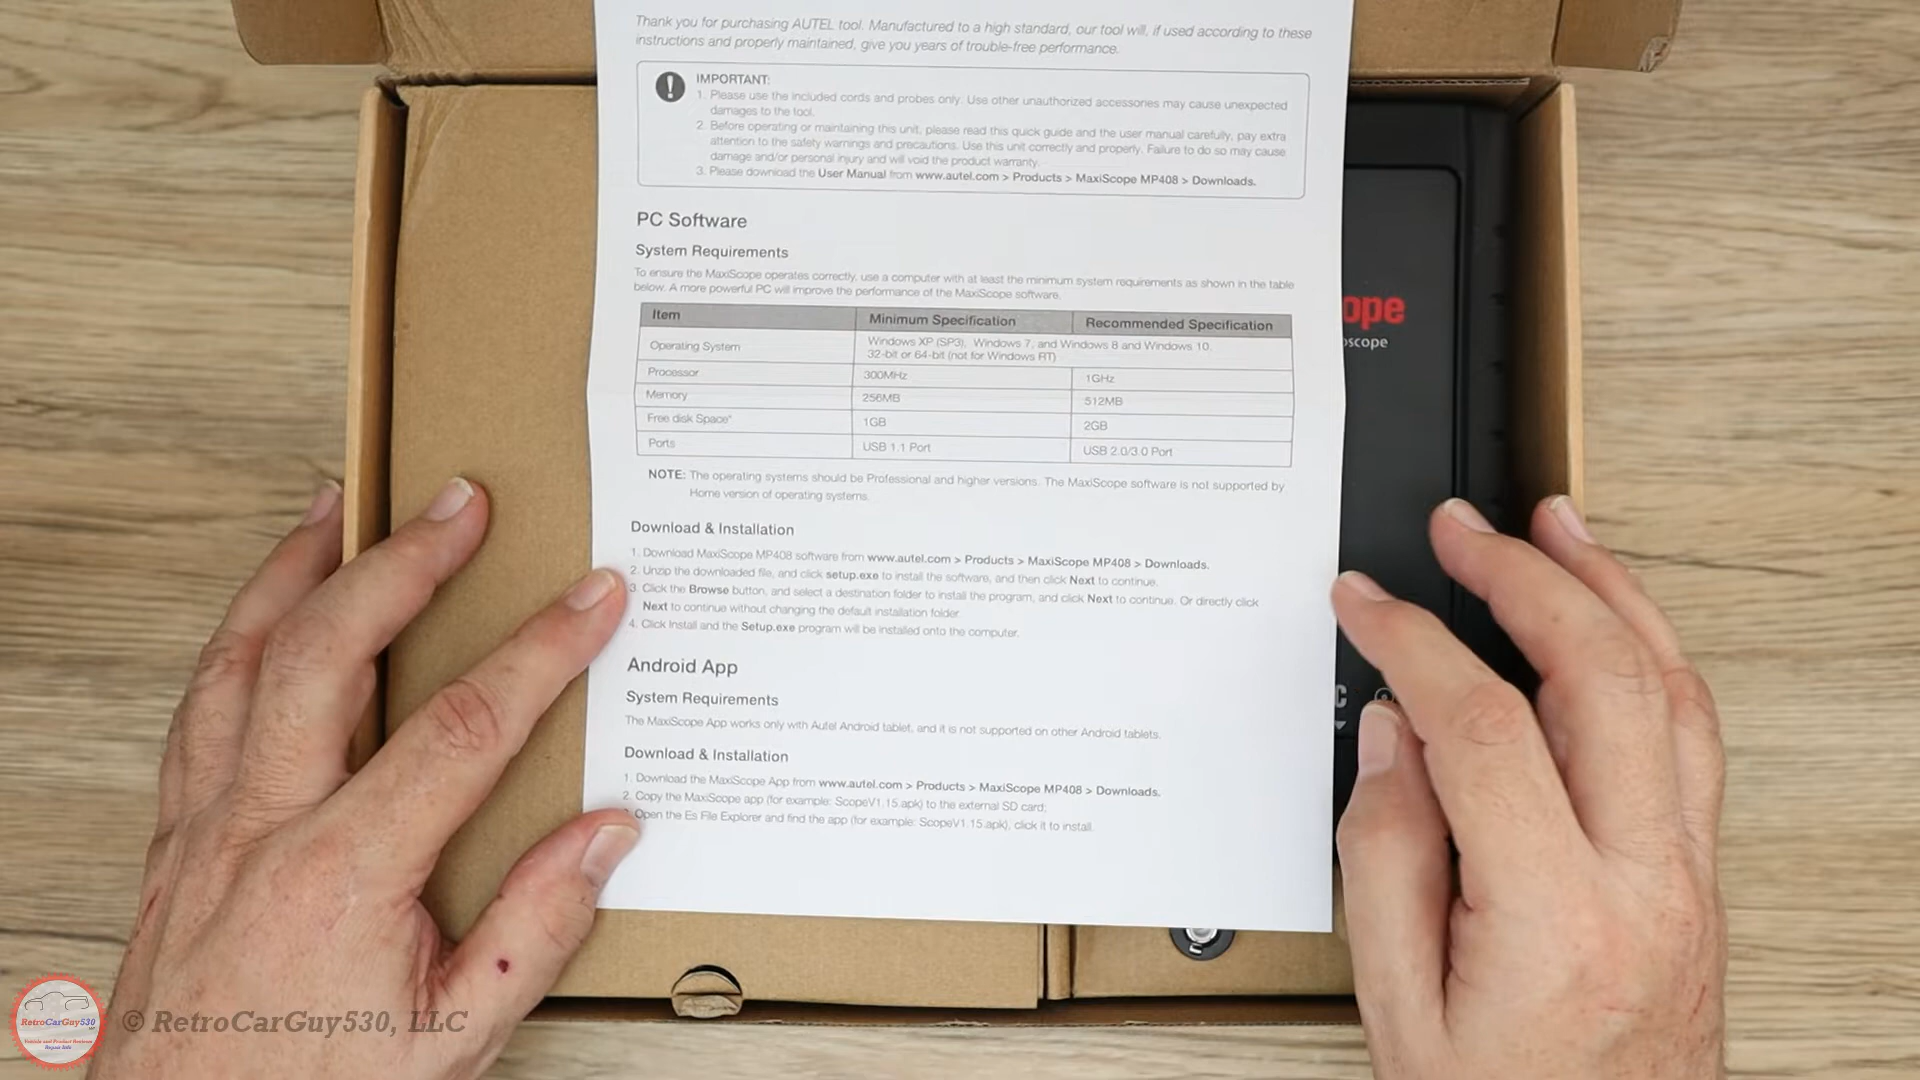 Thank you for purchasing AUTEL tool. Manufactured to a high standard, our tool will, if used according to these
instructions and properly maintained, give you years of trouble-free performance.
IMPORTANT:
1. Please use the included cords and probes only. Use other unauthorized accessories may cause unexpected
damages to the tool.
2. Before operating or maintaining this unit, please read this quick guide and the user manual carefully, pay extra
attention to the safety warnings and precautions. Use this unit correctly and properly. Failure to do so may cause
damage and/or personal injury and will void the product warranty.
3. Please download the User Manual from www.autel.com > Products > MaxiScope MP408 > Downloads.
PC Software
System Requirements
To ensure the MaxiScope operates correctly, use a computer with at least the minimum system requirements as shown in the table
below. A more powerful PC will improve the performance of the MaxiScope software.
Item Minimum Specification Recommended Specification
Operating System Windows XP (SP3), Windows 7, and Windows 8 and Windows 10,
32-bit or 64-bit (not for Windows RT)
Processor 300MHz 1GHz
Memory 256MB 512MB
Free disk Space* 1GB 2GB
Ports USB 1.1 Port USB 2.0/3.0 Port
NOTE: The operating systems should be Professional and higher versions. The MaxiScope software is not supported by
Home version of operating systems.
Download & Installation
1. Download MaxiScope MP408 software from www.autel.com > Products > MaxiScope MP408 > Downloads.
2. Unzip the downloaded file, and click setup.exe to install the software, and then click Next to continue.
3. Click the Browse button, and select a destination folder to install the program, and click Next to continue. Or directly click
Next to continue without changing the default installation folder.
4. Click Install and the Setup.exe program will be installed onto the computer.
Android App
System Requirements
The MaxiScope App works only with Autel Android tablet, and it is not supported on other Android tablets.
Download & Installation
1. Download the MaxiScope App from www.autel.com > Products > MaxiScope MP408 > Downloads.
2. Copy the MaxiScope app (for example: ScopeV1.15.apk) to the external SD card;
Open the Es File Explorer and find the app (for example: ScopeV1.15.apk), click it to install.
ope
oscope
C
RetroCarGuy530
© RetroCarGuy530, LLC